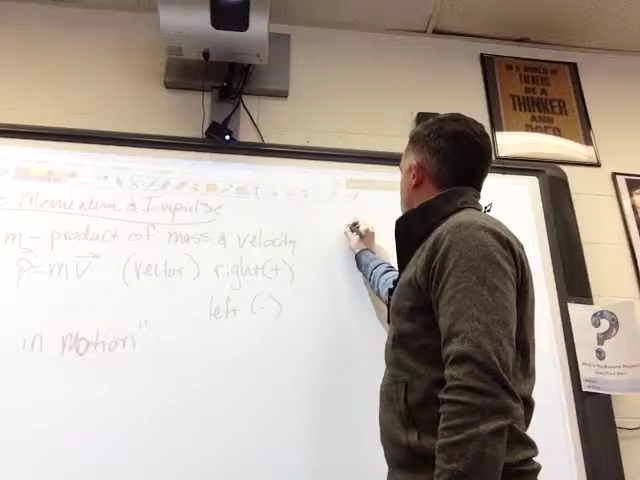 IN A WORLD OF
TALKERS
BE A
THINKER
AND
DOER
Momentum & Impulse
m - product of mass & velocity
p = mv (vector) right (+)
left (-)
in motion"
?